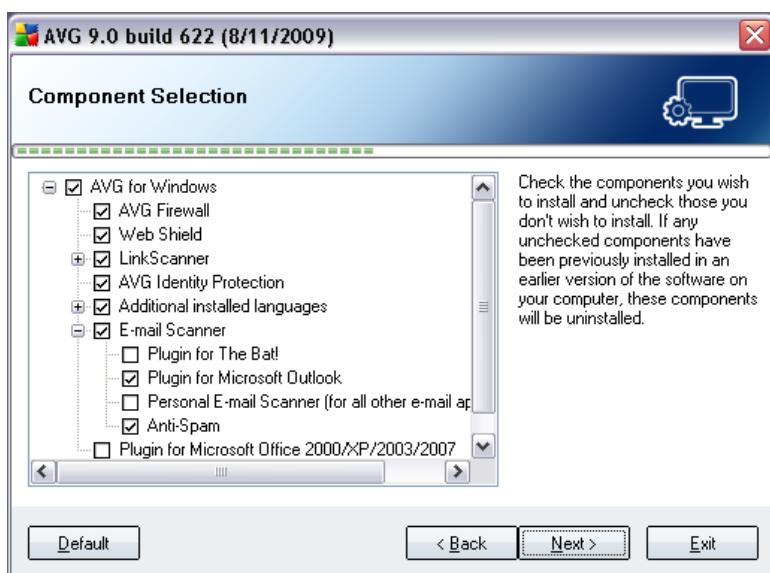 AVG 9.0 build 622 (8/11/2009)
Component Selection
AVG for Windows
AVG Firewall
Web Shield
LinkScanner
AVG Identity Protection
Additional installed languages
E-mail Scanner
Plugin for The Bat!
Plugin for Microsoft Outlook
Personal E-mail Scanner (for all other e-mail ap
Anti-Spam
Plugin for Microsoft Office 2000/XP/2003/2007
Check the components you wish
to install and uncheck those you
don't wish to install. If any
unchecked components have
been previously installed in an
earlier version of the software on
your computer, these components
will be uninstalled.
Default
< Back
Next >
Exit